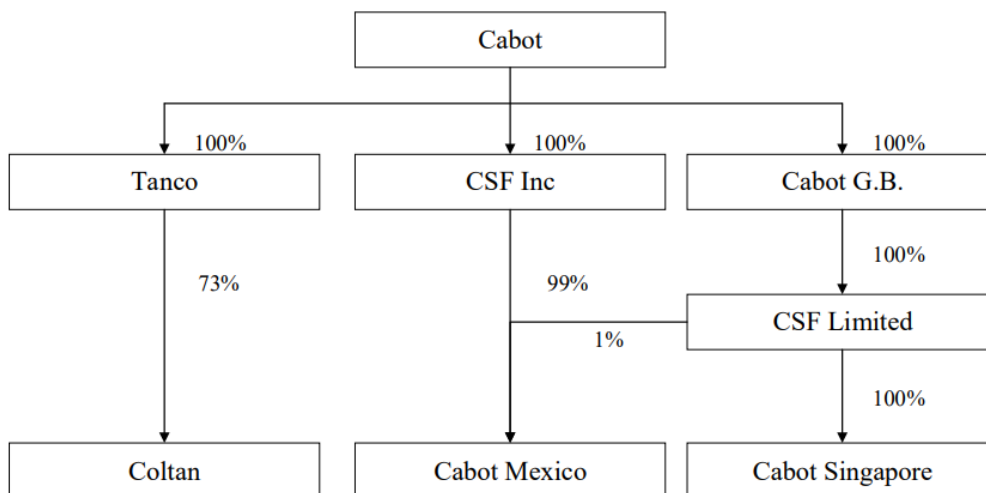 Cabot
100%
100%
100%
Tanco
CSF Inc
Cabot G.B.
100%
73%
99%
CSF Limited
1%
100%
Coltan
Cabot Mexico
Cabot Singapore